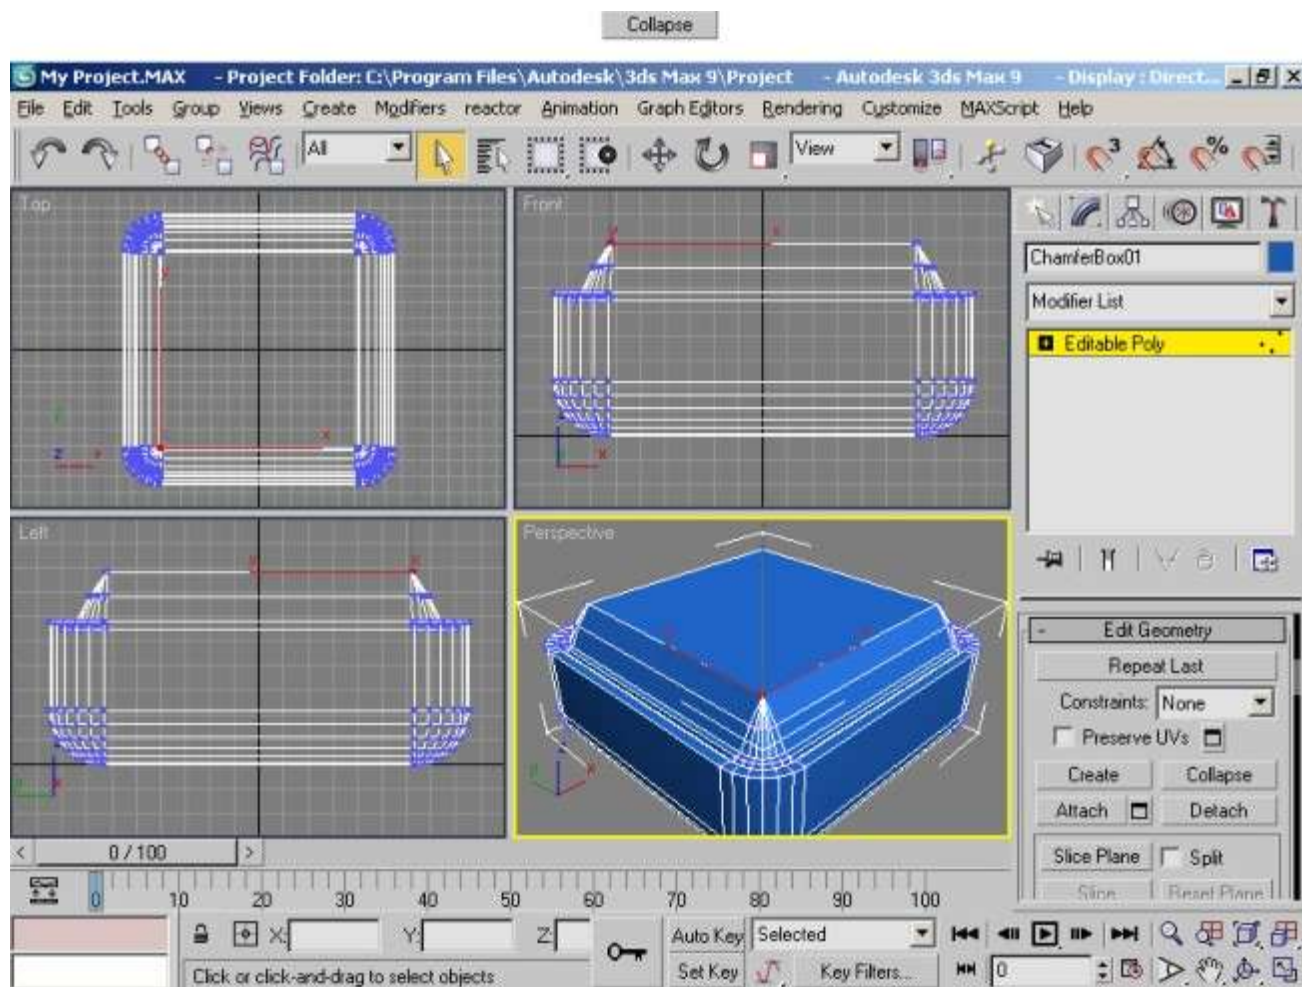 Collapse
My Project.MAX - Project Folder: C:\Program Files\Autodesk\3ds Max 9\Project - Autodesk 3ds Max 9 - Display : Direct...
File Edit Tools Group Views Create Modifiers reactor Animation Graph Editors Rendering Customize MAXScript Help
All View 3 %
Top Front
ChamferBox01
Modifier List
Editable Poly
Left Perspective
Edit Geometry
Repeat Last
Constraints: None
Preserve UVs
Create Collapse
Attach Detach
Slice Plane Split
Slice Reset Plane
0 / 100
0 10 20 30 40 50 60 70 80 90 100
X: Y: Z: Auto Key Selected
Click or click-and-drag to select objects Set Key Key Filters... 0